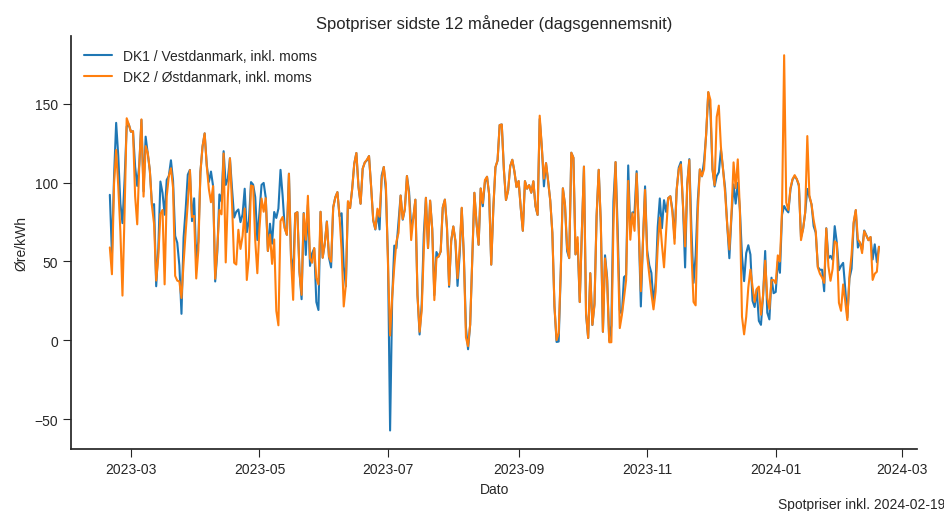 Spotpriser sidste 12 måneder (dagsgennemsnit)
DK1 / Vestdanmark, inkl. moms
DK2 / Østdanmark, inkl. moms
Øre/kWh
150
100
50
0
−50
2023-03 2023-05 2023-07 2023-09 2023-11 2024-01 2024-03
Dato
Spotpriser inkl. 2024-02-19